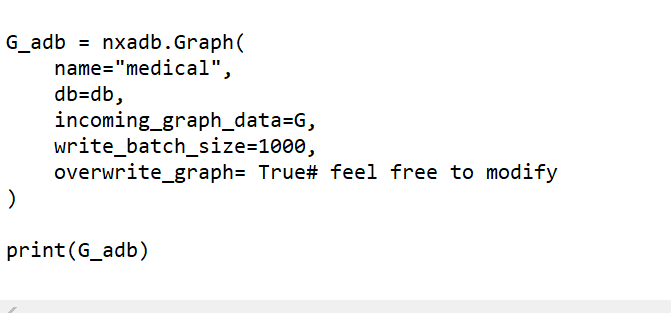 G_adb = nxadb.Graph(
    name="medical",
    db=db,
    incoming_graph_data=G,
    write_batch_size=1000,
    overwrite_graph= True# feel free to modify
)
print(G_adb)